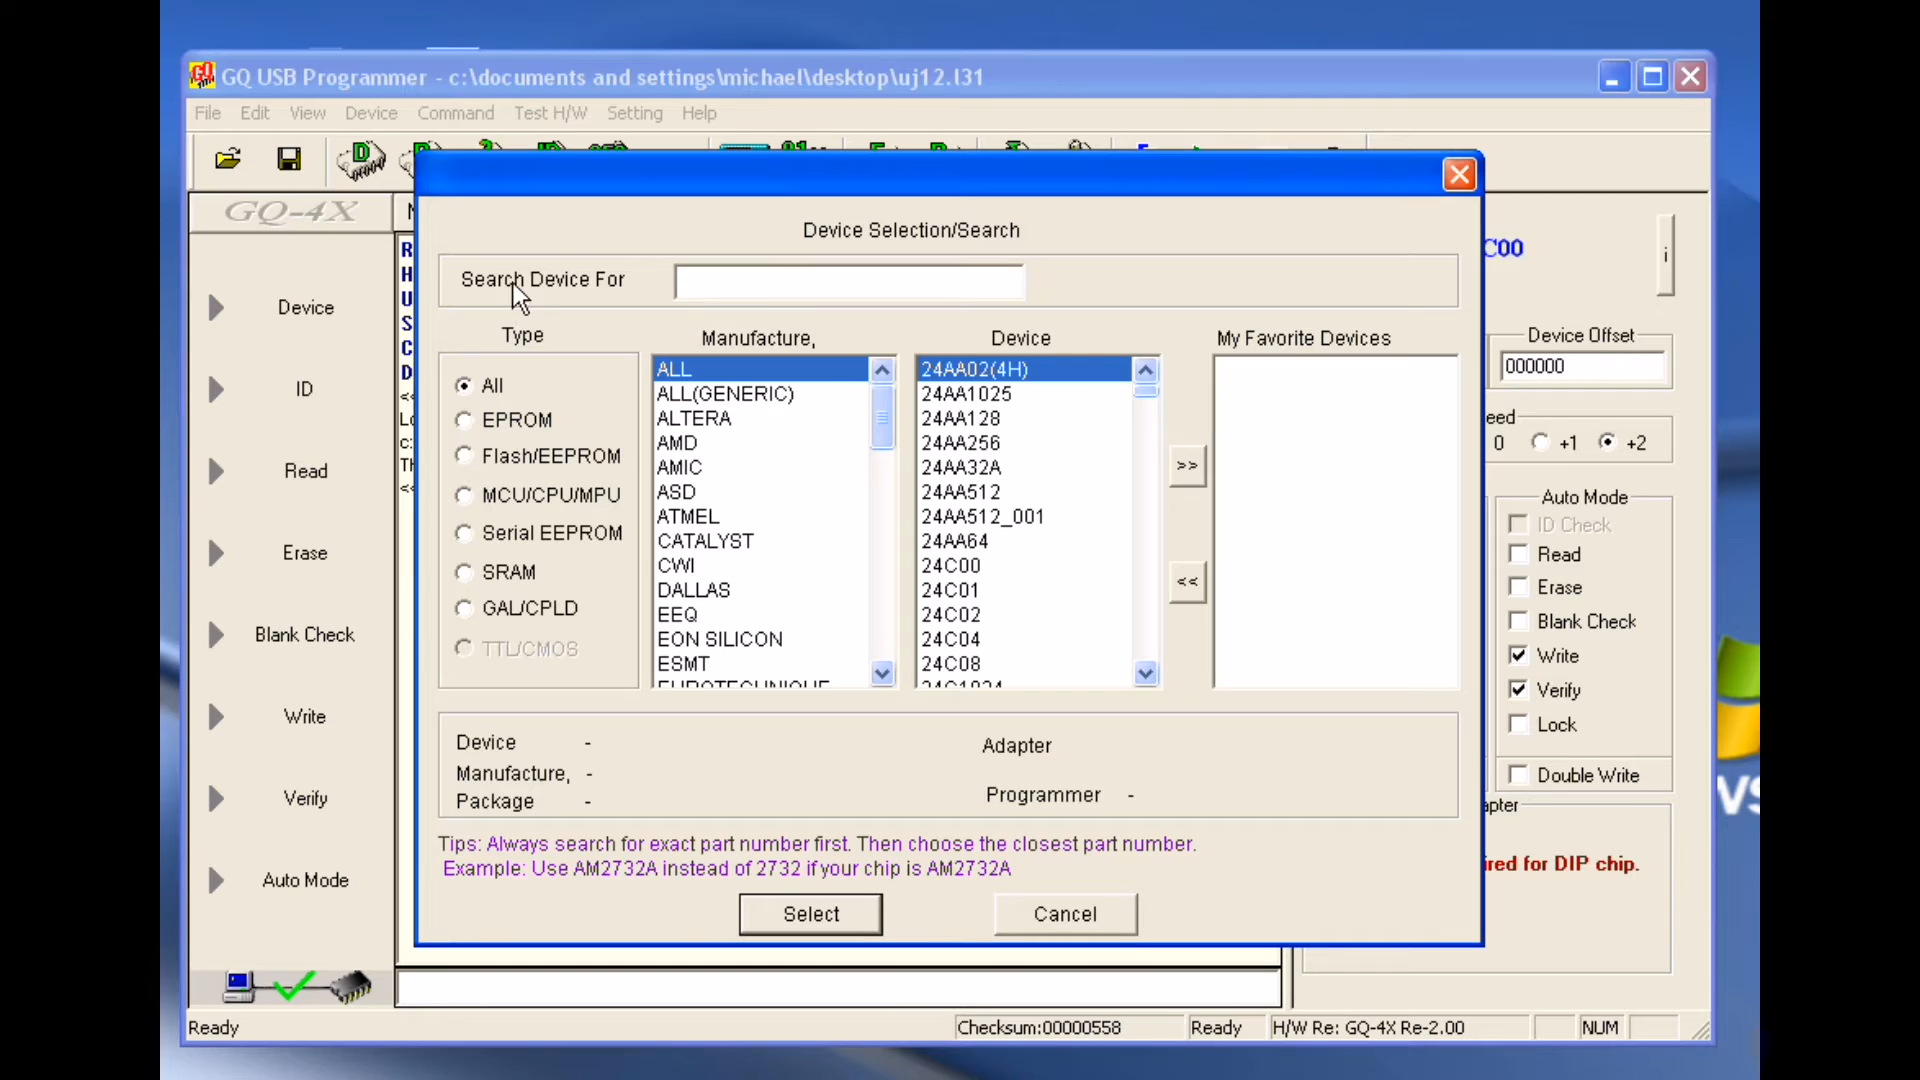 GQ USB Programmer - c:\documents and settings\michael\desktop\uj12.l31
File Edit View Device Command Test H/W Setting Help
GQ-4X
Device
ID
Read
Erase
Blank Check
Write
Verify
Auto Mode
Device Selection/Search
Search Device For
Type
All
EPROM
Flash/EEPROM
MCU/CPU/MPU
Serial EEPROM
SRAM
GAL/CPLD
TTL/CMOS
Manufacture,
ALL
ALL(GENERIC)
ALTERA
AMD
AMIC
ASD
ATMEL
CATALYST
CWI
DALLAS
EEQ
EON SILICON
ESMT
EUROTECHNIQUE
Device
24AA02(4H)
24AA1025
24AA128
24AA256
24AA32A
24AA512
24AA512_001
24AA64
24C00
24C01
24C02
24C04
24C08
24C1024
>>
<<
My Favorite Devices
Device -
Manufacture, -
Package -
Adapter
Programmer -
Tips: Always search for exact part number first. Then choose the closest part number.
Example: Use AM2732A instead of 2732 if your chip is AM2732A
Select Cancel
C00
i
Device Offset
000000
eed
0 +1 +2
Auto Mode
ID Check
Read
Erase
Blank Check
Write
Verify
Lock
Double Write
apter
ired for DIP chip.
Ready Checksum:00000558 Ready H/W Re: GQ-4X Re-2.00 NUM